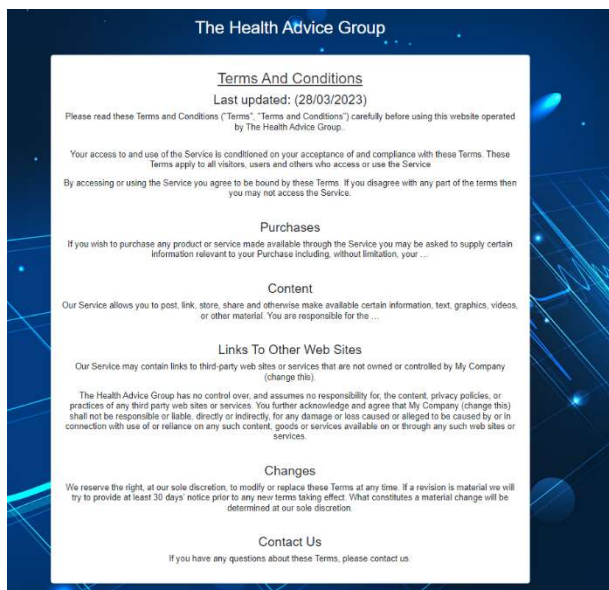 The Health Advice Group
Terms And Conditions
Last updated: (28/03/2023)
Please read these Terms and Conditions ("Terms", "Terms and Conditions") carefully before using this website operated
by The Health Advice Group..
Your access to and use of the Service is conditioned on your acceptance of and compliance with these Terms. These
Terms apply to all visitors, users and others who access or use the Service
By accessing or using the Service you agree to be bound by these Terms. If you disagree with any part of the terms then
you may not access the Service.
Purchases
If you wish to purchase any product or service made available through the Service you may be asked to supply certain
information relevant to your Purchase including, without limitation, your …
Content
Our Service allows you to post, link, store, share and otherwise make available certain information, text, graphics, videos,
or other material. You are responsible for the …
Links To Other Web Sites
Our Service may contain links to third-party web sites or services that are not owned or controlled by My Company
(change this).
The Health Advice Group has no control over, and assumes no responsibility for, the content, privacy policies, or
practices of any third party web sites or services. You further acknowledge and agree that My Company (change this)
shall not be responsible or liable, directly or indirectly, for any damage or loss caused or alleged to be caused by or in
connection with use of or reliance on any such content, goods or services available on or through any such web sites or
services.
Changes
We reserve the right, at our sole discretion, to modify or replace these Terms at any time. If a revision is material we will
try to provide at least 30 days' notice prior to any new terms taking effect. What constitutes a material change will be
determined at our sole discretion.
Contact Us
If you have any questions about these Terms, please contact us.